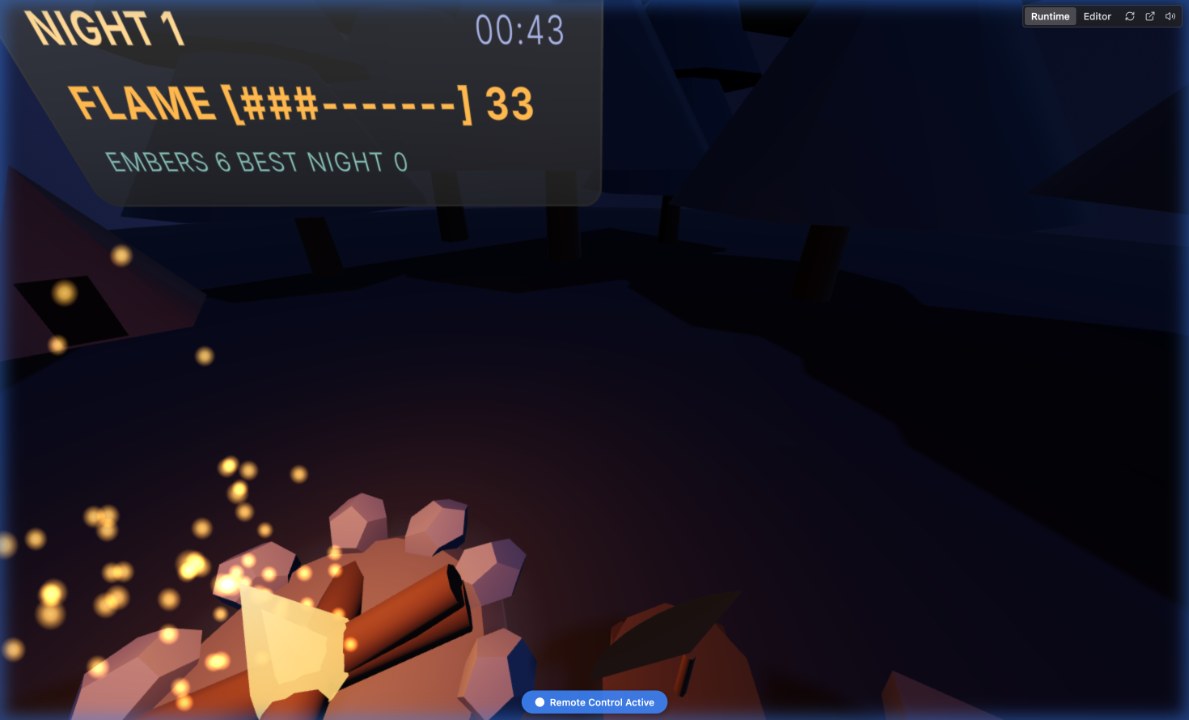 NIGHT 1 00:43
FLAME [###-------] 33
EMBERS 6 BEST NIGHT 0
Runtime Editor
Remote Control Active